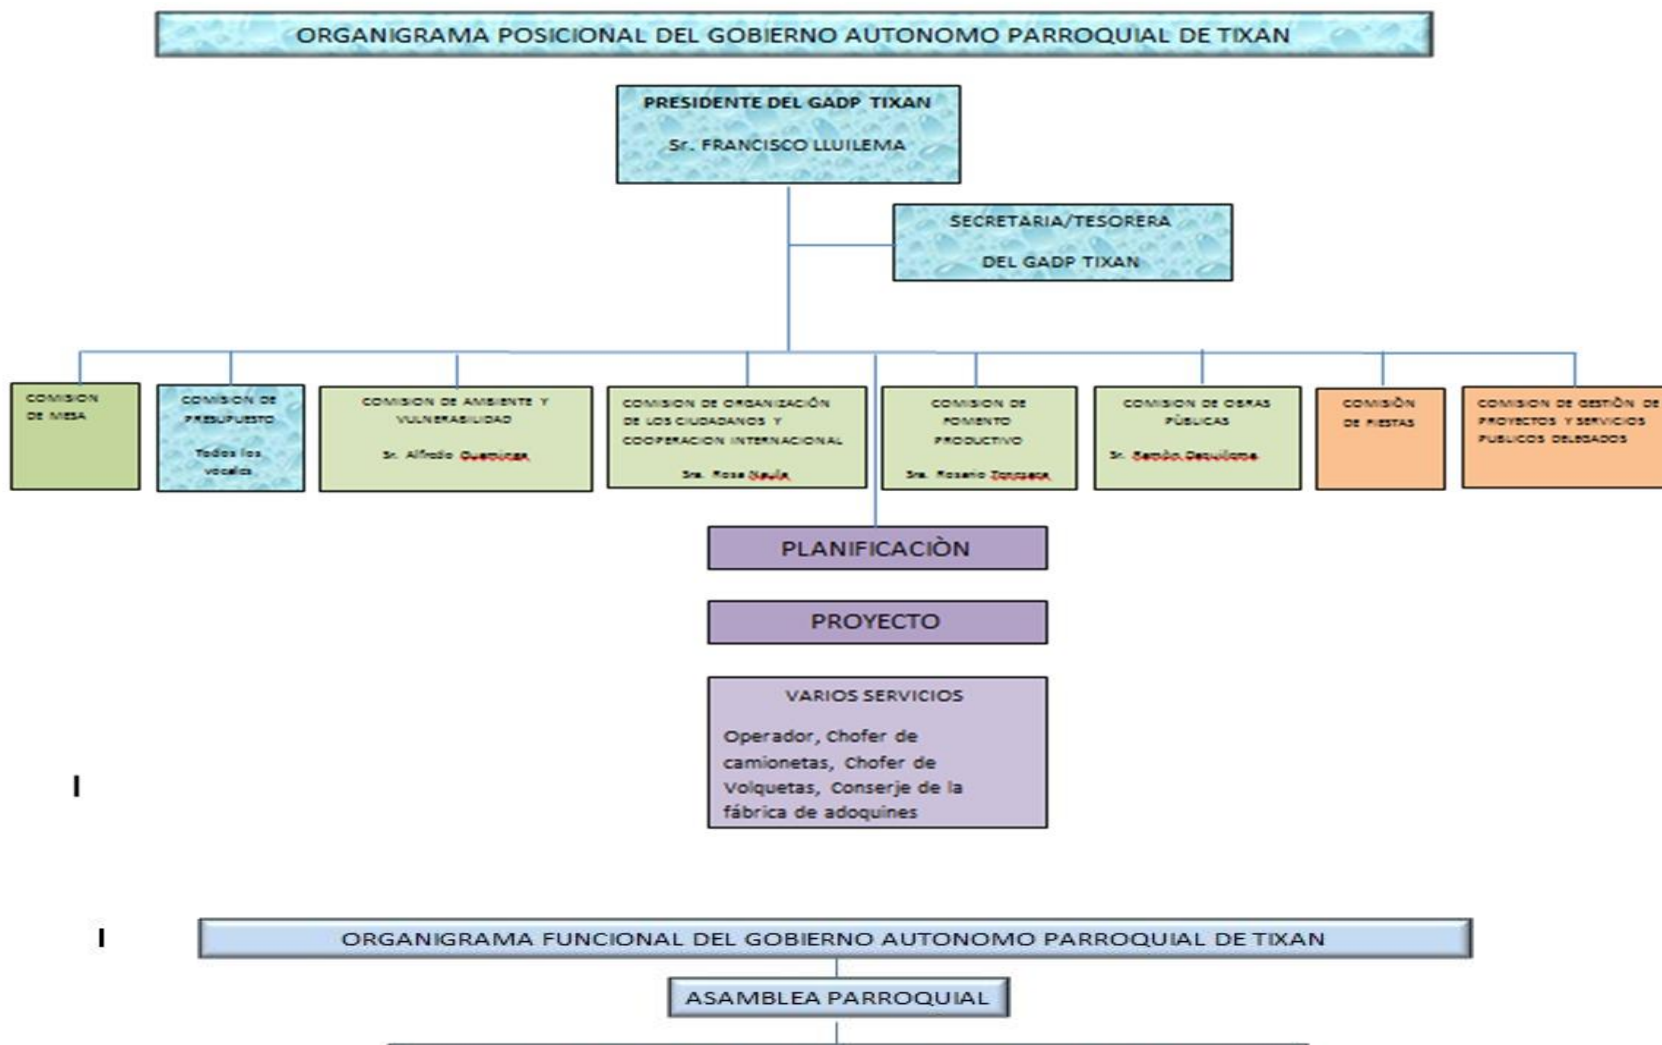 ORGANIGRAMA POSICIONAL DEL GOBIERNO AUTONOMO PARROQUIAL DE TIXAN
PRESIDENTE DEL GADP TIXAN
Sr. FRANCISCO LLUILEMA
SECRETARIA/TESORERA
DEL GADP TIXAN
COMISION
DE MESA
COMISION DE
PRESUPUESTO
Todos los
vocales
COMISION DE AMBIENTE Y
VULNERABILIDAD
Sr. Alfredo
COMISION DE ORGANIZACIÓN
DE LOS CIUDADANOS Y
COOPERACION INTERNACIONAL
Sra. Rosa Naula
COMISION DE
FOMENTO
PRODUCTIVO
Sra. Rosario
COMISION DE OBRAS
PÙBLICAS
Sr. Ramòn Daquilema
COMISIÒN
DE FIESTAS
COMISION DE GESTIÒN DE
PROYECTOS Y SERVICIOS
PUBLICOS DELEGADOS
PLANIFICACIÒN
PROYECTO
VARIOS SERVICIOS
Operador, Chofer de
camionetas, Chofer de
Volquetas, Conserje de la
fábrica de adoquines
I
I
ORGANIGRAMA FUNCIONAL DEL GOBIERNO AUTONOMO PARROQUIAL DE TIXAN
ASAMBLEA PARROQUIAL